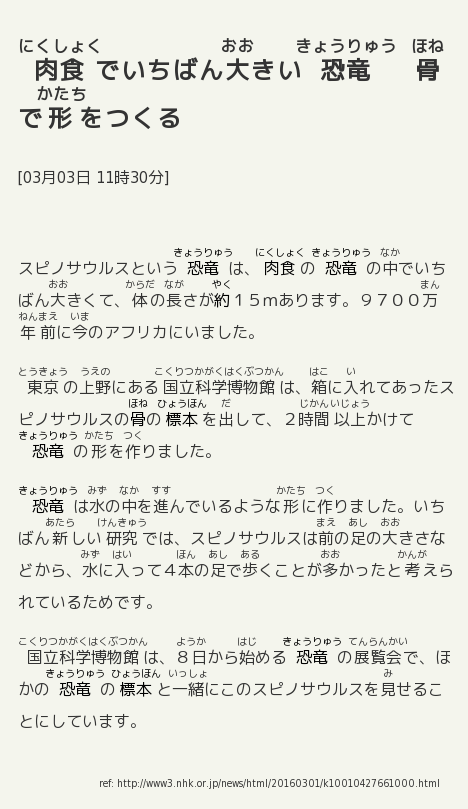 にくしょく おお きょうりゅう ほね
肉食 でいちばん大きい 恐竜 骨
かたち
で 形 をつくる
[03月03日 11時30分]
きょうりゅう にくしょく きょうりゅう なか
スピノサウルスという 恐竜 は、肉食 の 恐竜 の中でいち
おお からだ なが やく まん
ばん大きくて、体の長さが約１５ｍあります。９７００万
ねんまえ いま
年 前に今のアフリカにいました。
とうきょう うえの こくりつかがくはくぶつかん はこ い
東京 の上野にある 国立科学博物館 は、箱に入れてあったス
ほね ひょうほん だ じかんいじょう
ピノサウルスの骨の 標本 を出して、２時間 以上かけて
きょうりゅう かたち つく
恐竜 の形を作りました。
きょうりゅう みず なか すす かたち つく
恐竜 は水の中を進んでいるような形に作りました。いち
あたら けんきゅう まえ あし おお
ばん新しい 研究 では、スピノサウルスは前の足の大きさな
みず はい ほん あし ある おお かんが
どから、水に入って４本の足で歩くことが多かったと考えら
れているためです。
こくりつかがくはくぶつかん ようか はじ きょうりゅう てんらんかい
国立科学博物館 は、８日から始める 恐竜 の展覧会で、ほ
きょうりゅう ひょうほん いっしょ み
かの 恐竜 の 標本 と一緒にこのスピノサウルスを見せるこ
とにしています。
ref: http://www3.nhk.or.jp/news/html/20160301/k10010427661000.html